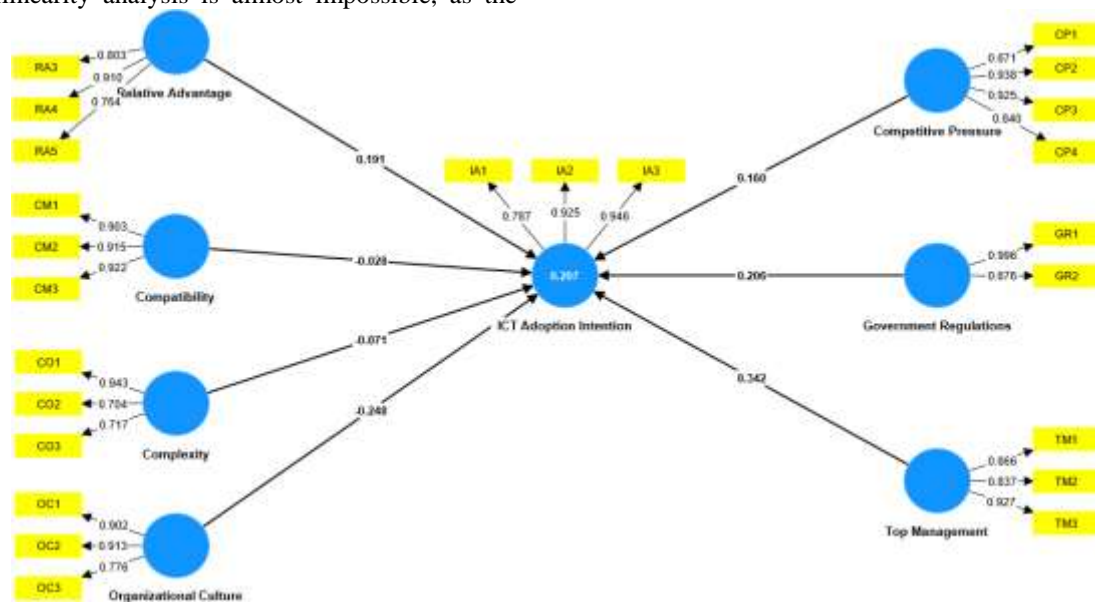 linearity analysis is almost impossible, as the
RA3
RA4
RA5
0.803
0.910
0.764
Relative Advantage
CM1
CM2
CM3
0.903
0.915
0.922
Compatibility
CO1
CO2
CO3
0.943
0.704
0.717
Complexity
OC1
OC2
OC3
0.902
0.913
0.776
Organizational Culture
0.191
-0.028
-0.071
-0.248
IA1
IA2
IA3
0.787
0.925
0.946
0.207
ICT Adoption Intention
0.160
0.206
0.342
CP1
CP2
CP3
CP4
0.671
0.938
0.925
0.840
Competitive Pressure
GR1
GR2
0.996
0.876
Government Regulations
TM1
TM2
TM3
0.866
0.837
0.927
Top Management